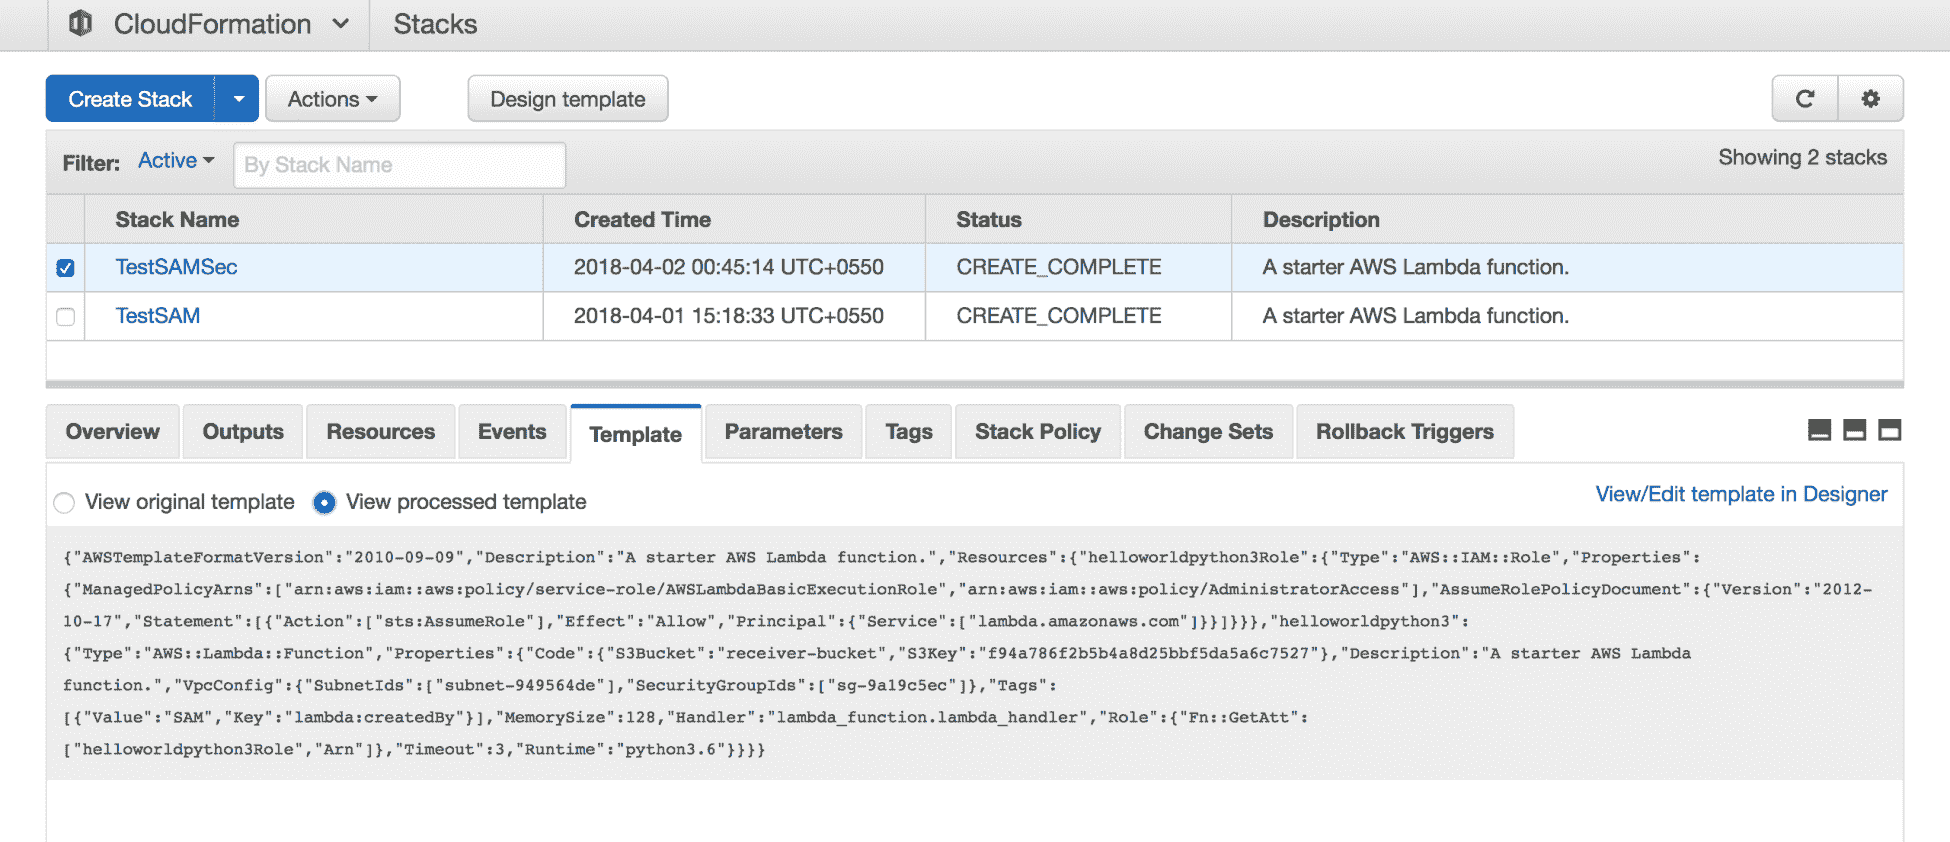 CloudFormation Stacks
Create Stack Actions Design template
Filter: Active By Stack Name Showing 2 stacks
Stack Name Created Time Status Description
TestSAMSec 2018-04-02 00:45:14 UTC+0550 CREATE_COMPLETE A starter AWS Lambda function.
TestSAM 2018-04-01 15:18:33 UTC+0550 CREATE_COMPLETE A starter AWS Lambda function.
Overview Outputs Resources Events Template Parameters Tags Stack Policy Change Sets Rollback Triggers
View original template View processed template View/Edit template in Designer
{"AWSTemplateFormatVersion":"2010-09-09","Description":"A starter AWS Lambda function.","Resources":{"helloworldpython3Role":{"Type":"AWS::IAM::Role","Properties":
{"ManagedPolicyArns":["arn:aws:iam::aws:policy/service-role/AWSLambdaBasicExecutionRole","arn:aws:iam::aws:policy/AdministratorAccess"],"AssumeRolePolicyDocument":{"Version":"2012-
10-17","Statement":[{"Action":["sts:AssumeRole"],"Effect":"Allow","Principal":{"Service":["lambda.amazonaws.com"]}}]}}},"helloworldpython3":
{"Type":"AWS::Lambda::Function","Properties":{"Code":{"S3Bucket":"receiver-bucket","S3Key":"f94a786f2b5b4a8d25bbf5da5a6c7527"},"Description":"A starter AWS Lambda
function.","VpcConfig":{"SubnetIds":["subnet-949564de"],"SecurityGroupIds":["sg-9a19c5ec"]},"Tags":
[{"Value":"SAM","Key":"lambda:createdBy"}],"MemorySize":128,"Handler":"lambda_function.lambda_handler","Role":{"Fn::GetAtt":
["helloworldpython3Role","Arn"]},"Timeout":3,"Runtime":"python3.6"}}}}